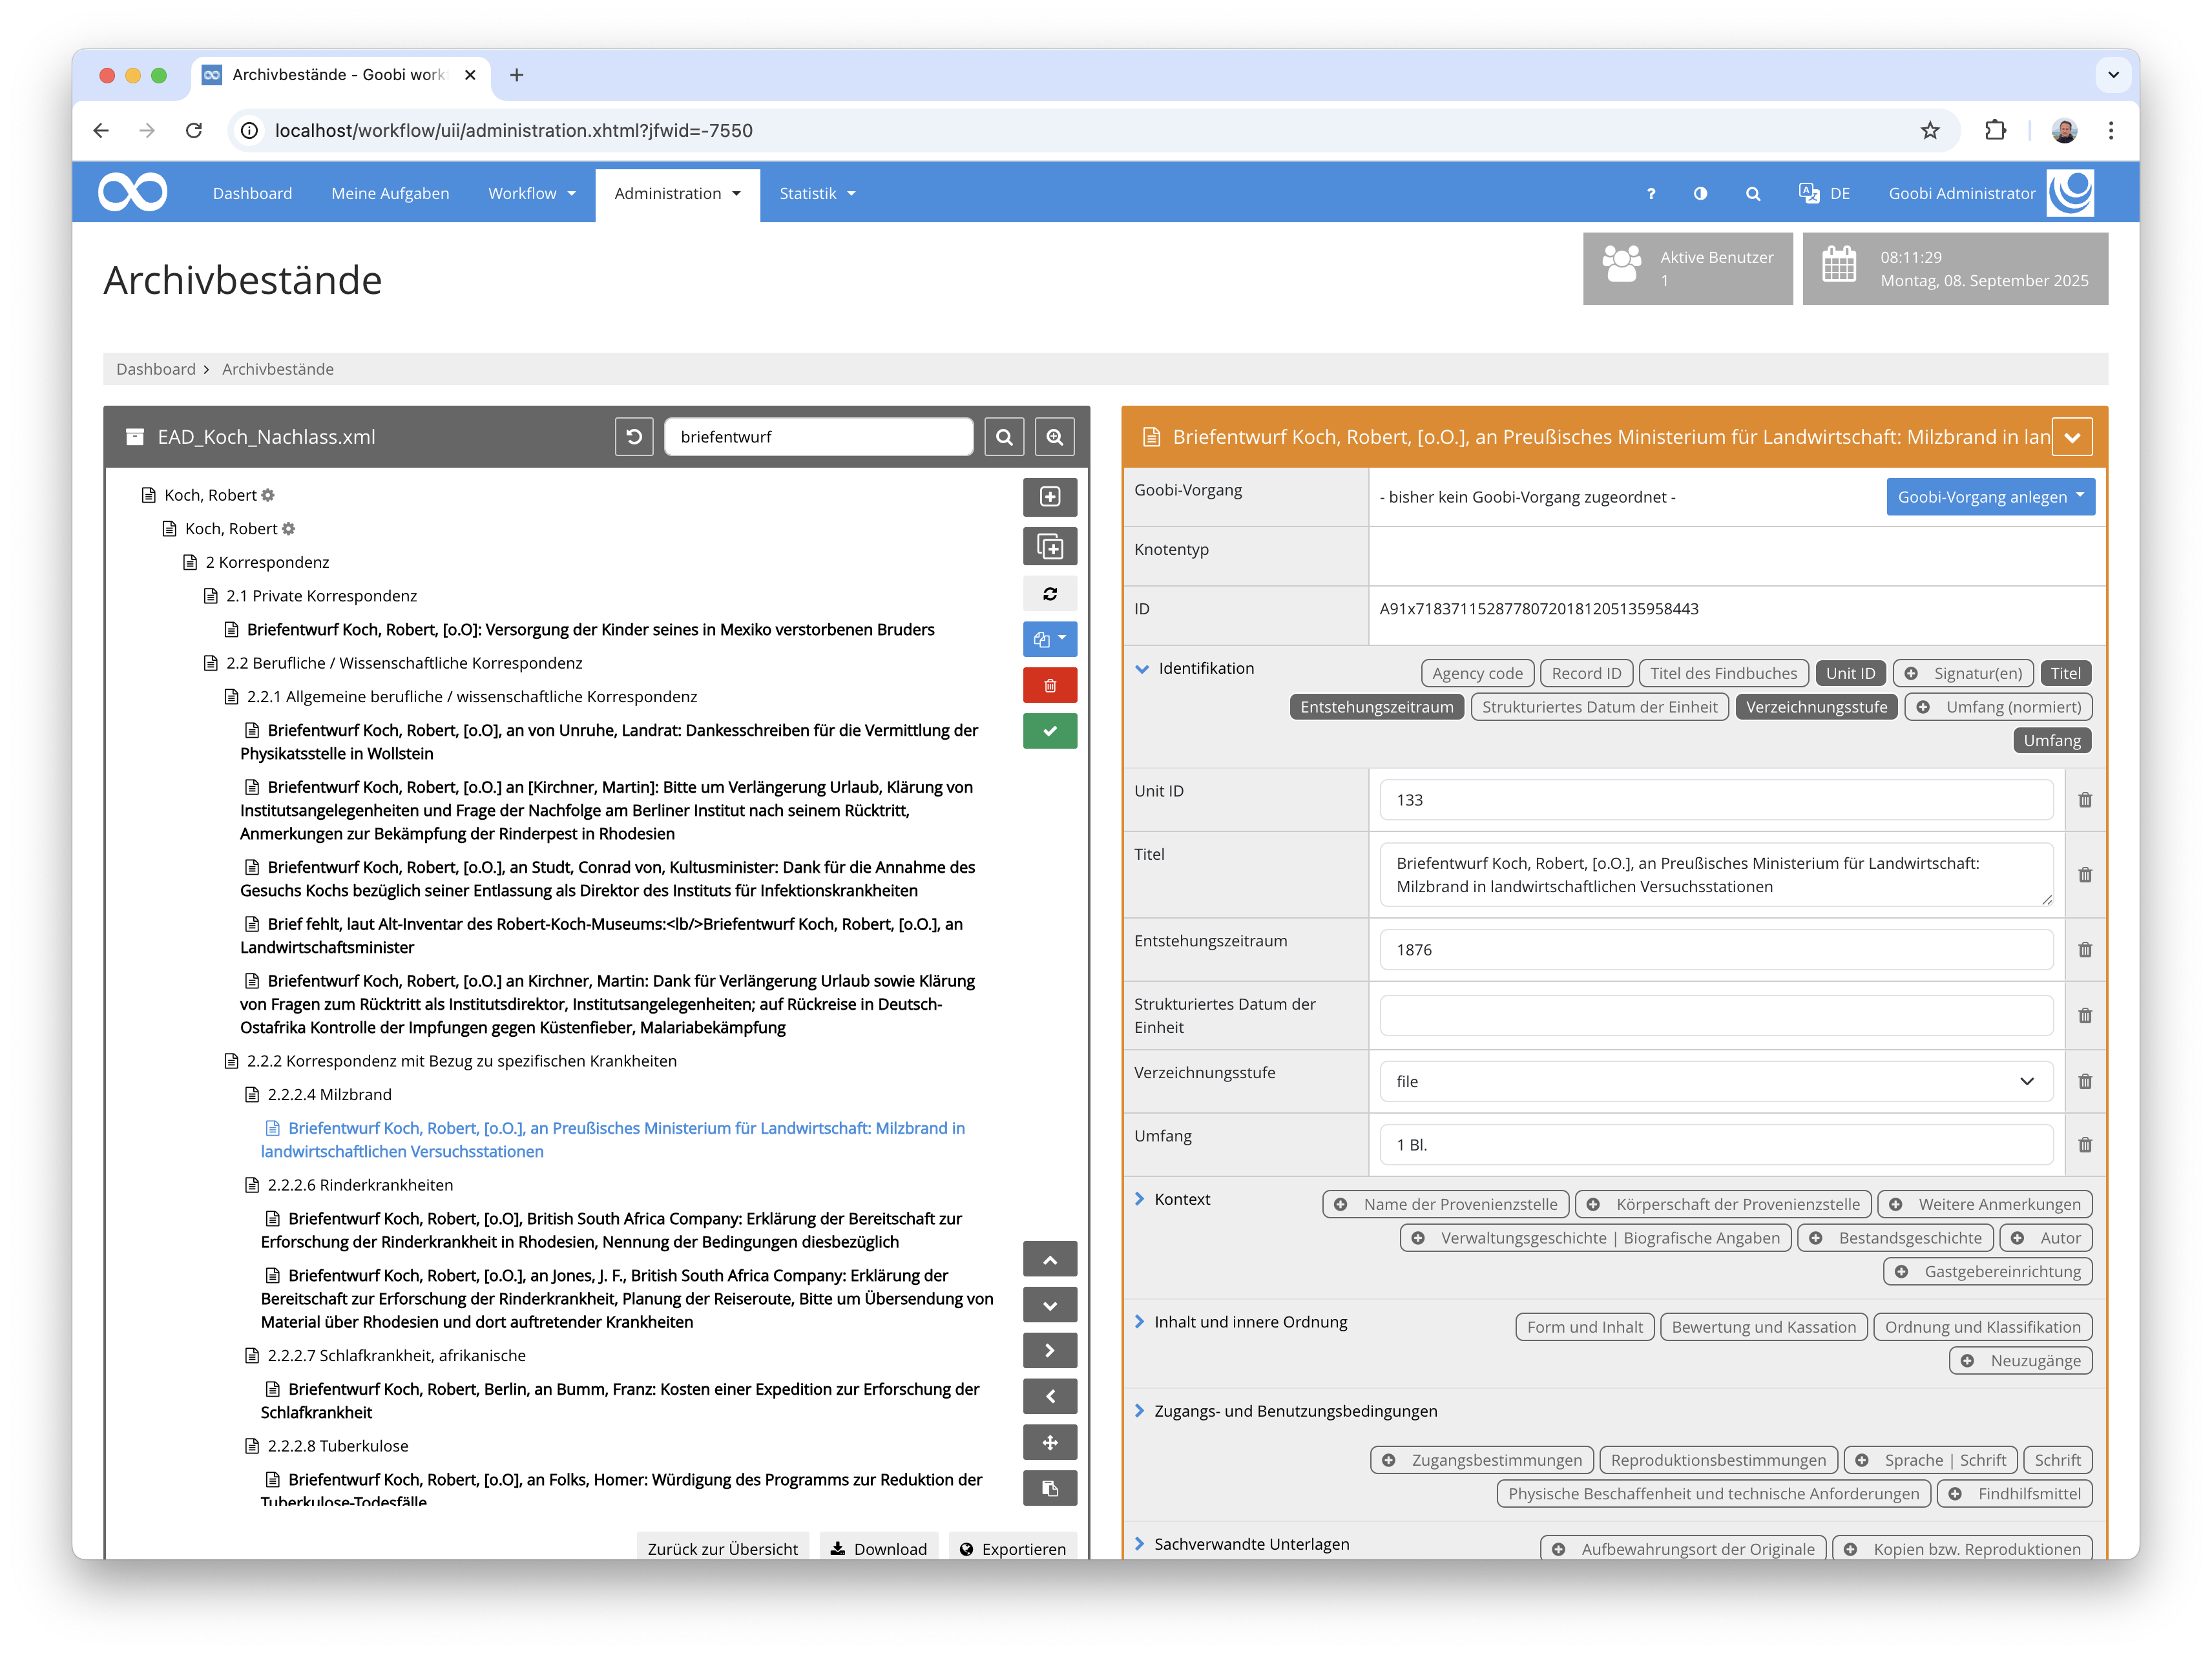 Archivbestände - Goobi work
localhost/workflow/uii/administration.xhtml?jfwid=-7550
Dashboard Meine Aufgaben Workflow Administration Statistik ? DE Goobi Administrator
Archivbestände
Aktive Benutzer
1
08:11:29
Montag, 08. September 2025
Dashboard > Archivbestände
EAD_Koch_Nachlass.xml
briefentwurf
Koch, Robert
Koch, Robert
2 Korrespondenz
2.1 Private Korrespondenz
Briefentwurf Koch, Robert, [o.O]: Versorgung der Kinder seines in Mexiko verstorbenen Bruders
2.2 Berufliche / Wissenschaftliche Korrespondenz
2.2.1 Allgemeine berufliche / wissenschaftliche Korrespondenz
Briefentwurf Koch, Robert, [o.O], an von Unruhe, Landrat: Dankesschreiben für die Vermittlung der
Physikatsstelle in Wollstein
Briefentwurf Koch, Robert, [o.O.] an [Kirchner, Martin]: Bitte um Verlängerung Urlaub, Klärung von
Institutsangelegenheiten und Frage der Nachfolge am Berliner Institut nach seinem Rücktritt,
Anmerkungen zur Bekämpfung der Rinderpest in Rhodesien
Briefentwurf Koch, Robert, [o.O.], an Studt, Conrad von, Kultusminister: Dank für die Annahme des
Gesuchs Kochs bezüglich seiner Entlassung als Direktor des Instituts für Infektionskrankheiten
Brief fehlt, laut Alt-Inventar des Robert-Koch-Museums:<lb/>Briefentwurf Koch, Robert, [o.O.], an
Landwirtschaftsminister
Briefentwurf Koch, Robert, [o.O.] an Kirchner, Martin: Dank für Verlängerung Urlaub sowie Klärung
von Fragen zum Rücktritt als Institutsdirektor, Institutsangelegenheiten; auf Rückreise in Deutsch-
Ostafrika Kontrolle der Impfungen gegen Küstenfieber, Malariabekämpfung
2.2.2 Korrespondenz mit Bezug zu spezifischen Krankheiten
2.2.2.4 Milzbrand
Briefentwurf Koch, Robert, [o.O.], an Preußisches Ministerium für Landwirtschaft: Milzbrand in
landwirtschaftlichen Versuchsstationen
2.2.2.6 Rinderkrankheiten
Briefentwurf Koch, Robert, [o.O], British South Africa Company: Erklärung der Bereitschaft zur
Erforschung der Rinderkrankheit in Rhodesien, Nennung der Bedingungen diesbezüglich
Briefentwurf Koch, Robert, [o.O.], an Jones, J. F., British South Africa Company: Erklärung der
Bereitschaft zur Erforschung der Rinderkrankheit, Planung der Reiseroute, Bitte um Übersendung von
Material über Rhodesien und dort auftretender Krankheiten
2.2.2.7 Schlafkrankheit, afrikanische
Briefentwurf Koch, Robert, Berlin, an Bumm, Franz: Kosten einer Expedition zur Erforschung der
Schlafkrankheit
2.2.2.8 Tuberkulose
Briefentwurf Koch, Robert, [o.O], an Folks, Homer: Würdigung des Programms zur Reduktion der
Tuberkulose-Todesfälle
Zurück zur Übersicht Download Exportieren
Briefentwurf Koch, Robert, [o.O.], an Preußisches Ministerium für Landwirtschaft: Milzbrand in lan
Goobi-Vorgang - bisher kein Goobi-Vorgang zugeordnet - Goobi-Vorgang anlegen
Knotentyp
ID A91x71837115287780720181205135958443
Identifikation Agency code Record ID Titel des Findbuches Unit ID Signatur(en) Titel
Entstehungszeitraum Strukturiertes Datum der Einheit Verzeichnungsstufe Umfang (normiert)
Umfang
Unit ID 133
Titel Briefentwurf Koch, Robert, [o.O.], an Preußisches Ministerium für Landwirtschaft:
Milzbrand in landwirtschaftlichen Versuchsstationen
Entstehungszeitraum 1876
Strukturiertes Datum der
Einheit
Verzeichnungsstufe file
Umfang 1 Bl.
Kontext Name der Provenienzstelle Körperschaft der Provenienzstelle Weitere Anmerkungen
Verwaltungsgeschichte | Biografische Angaben Bestandsgeschichte Autor
Gastgebereinrichtung
Inhalt und innere Ordnung Form und Inhalt Bewertung und Kassation Ordnung und Klassifikation
Neuzugänge
Zugangs- und Benutzungsbedingungen
Zugangsbestimmungen Reproduktionsbestimmungen Sprache | Schrift Schrift
Physische Beschaffenheit und technische Anforderungen Findhilfsmittel
Sachverwandte Unterlagen Aufbewahrungsort der Originale Kopien bzw. Reproduktionen